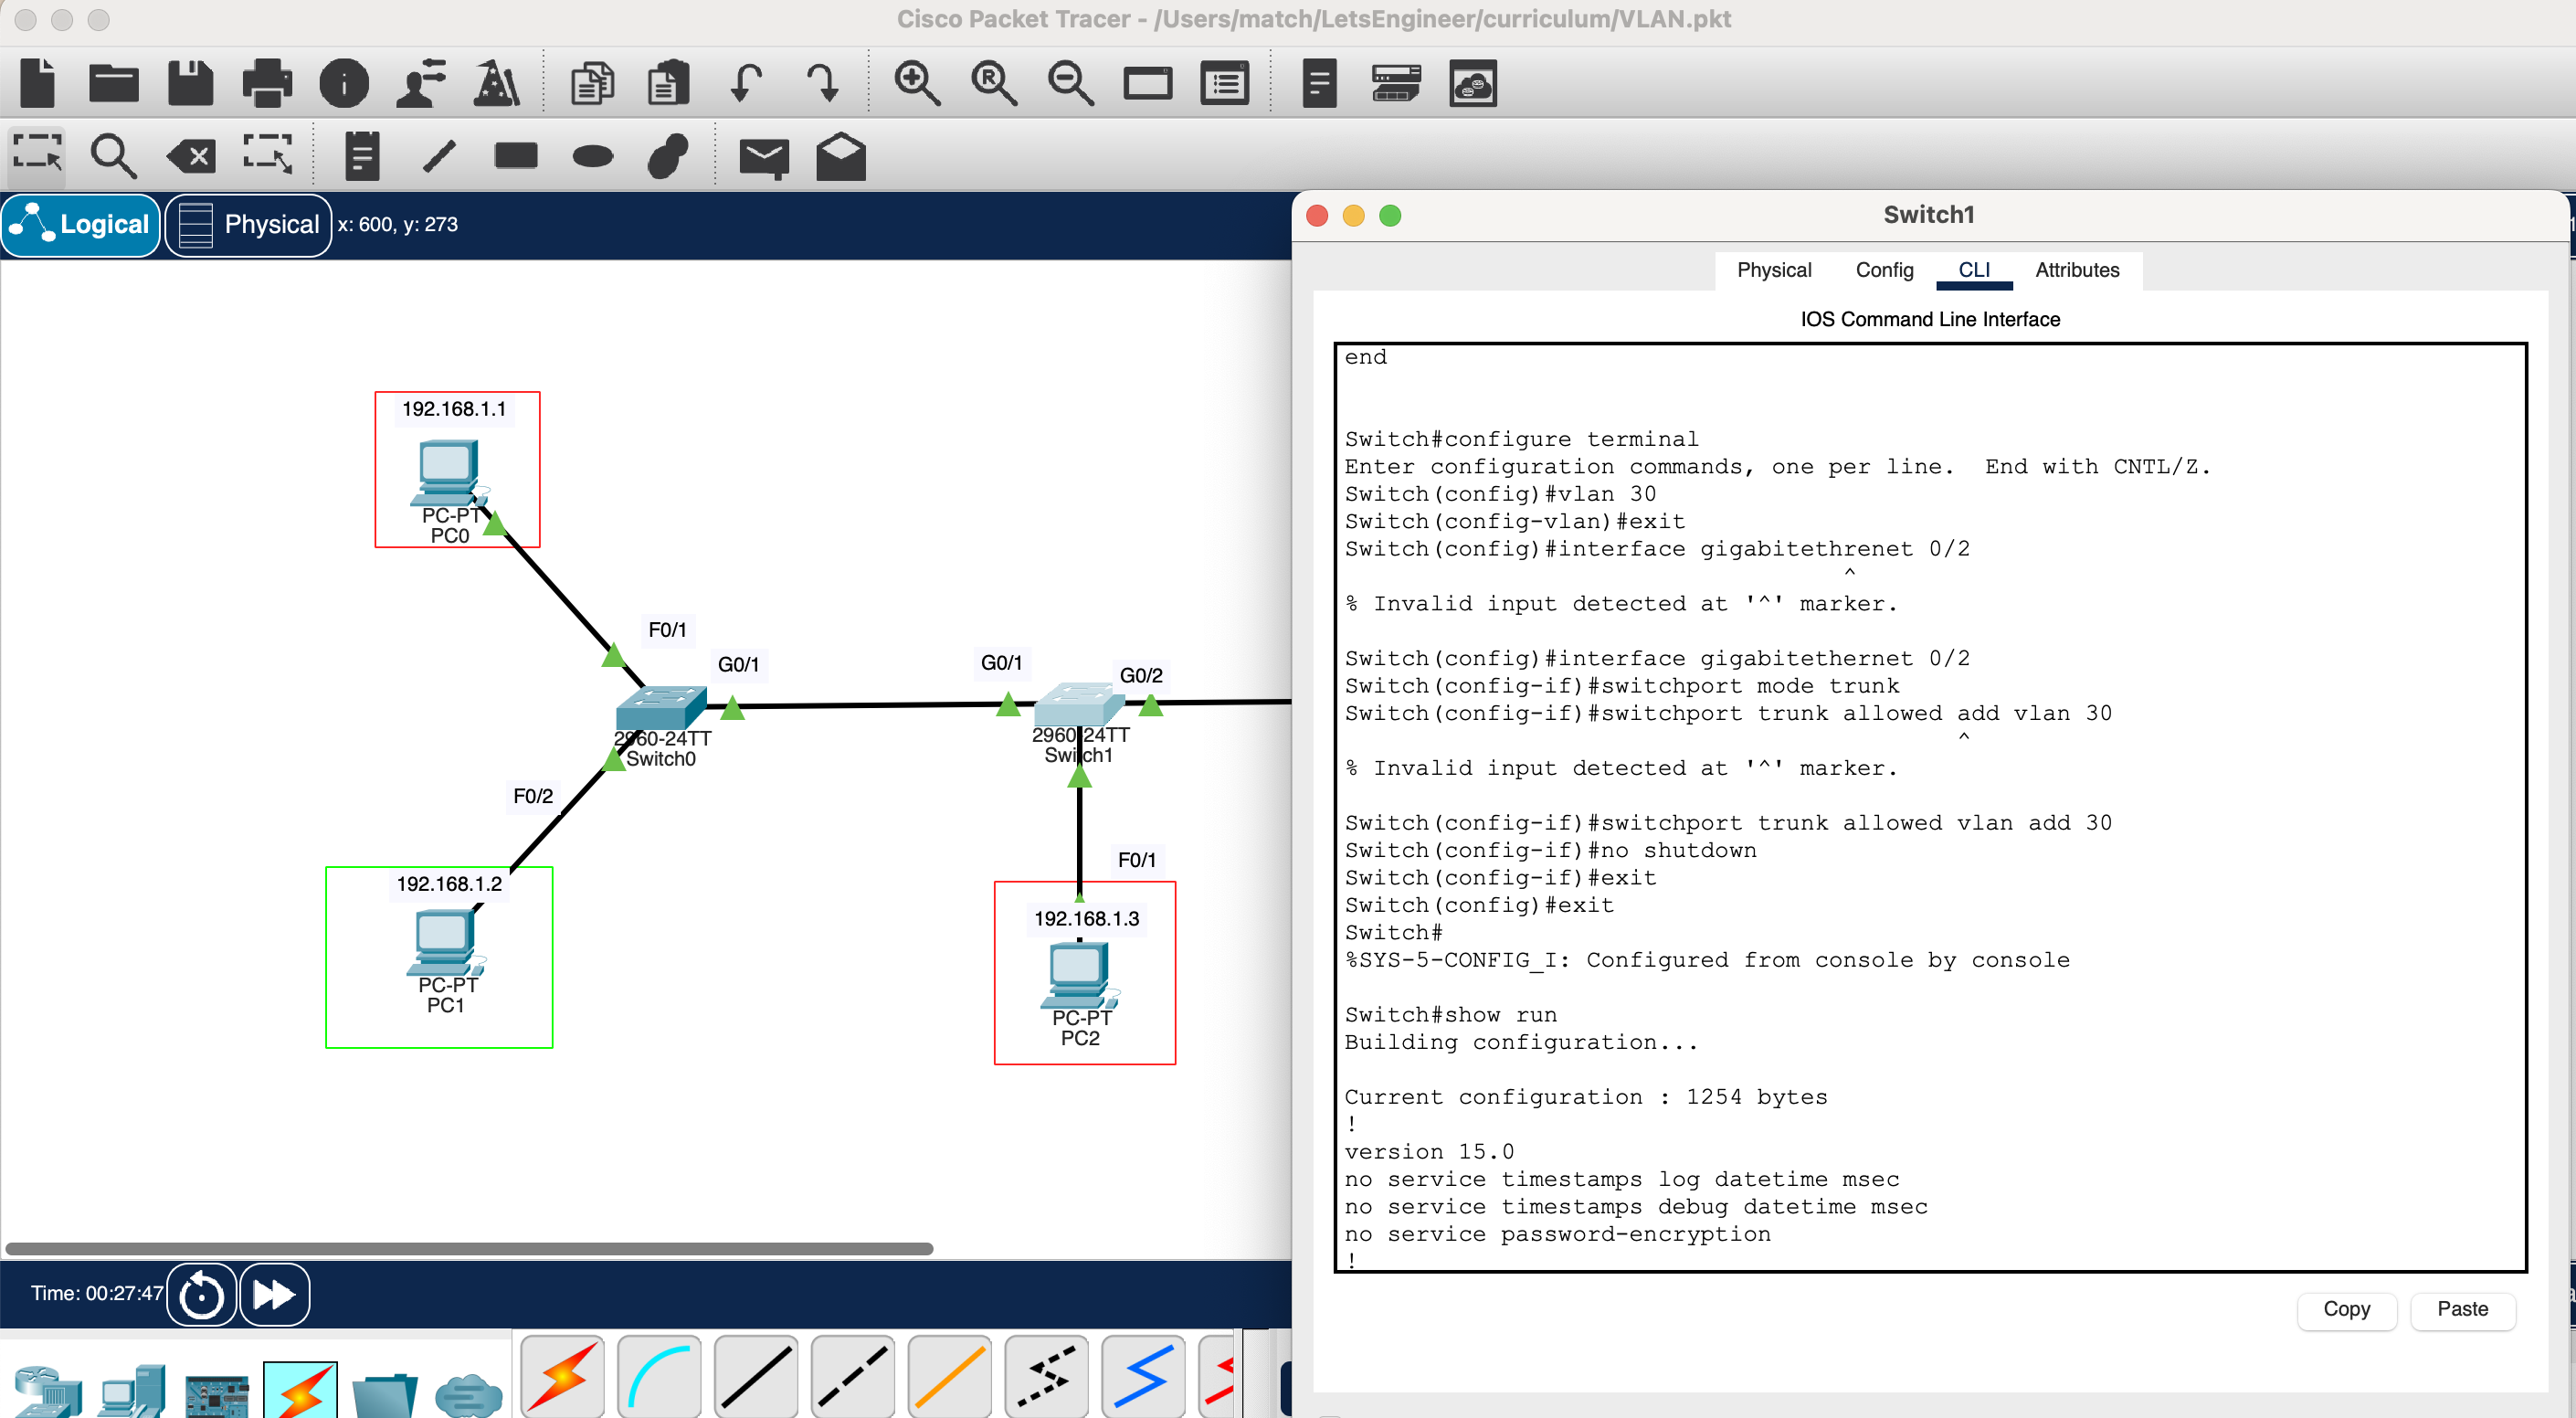 Cisco Packet Tracer - /Users/match/LetsEngineer/curriculum/VLAN.pkt
Logical
Physical
x: 600, y: 273
192.168.1.1
PC-PT
PC0
F0/1
G0/1
2960-24TT
Switch0
F0/2
192.168.1.2
PC-PT
PC1
G0/1
G0/2
2960-24TT
Switch1
F0/1
192.168.1.3
PC-PT
PC2
Time: 00:27:47
Switch1
Physical
Config
CLI
Attributes
IOS Command Line Interface
end
Switch#configure terminal
Enter configuration commands, one per line.  End with CNTL/Z.
Switch(config)#vlan 30
Switch(config-vlan)#exit
Switch(config)#interface gigabitethrenet 0/2
^
% Invalid input detected at '^' marker.
Switch(config)#interface gigabitethernet 0/2
Switch(config-if)#switchport mode trunk
Switch(config-if)#switchport trunk allowed add vlan 30
^
% Invalid input detected at '^' marker.
Switch(config-if)#switchport trunk allowed vlan add 30
Switch(config-if)#no shutdown
Switch(config-if)#exit
Switch(config)#exit
Switch#
%SYS-5-CONFIG_I: Configured from console by console
Switch#show run
Building configuration...
Current configuration : 1254 bytes
!
version 15.0
no service timestamps log datetime msec
no service timestamps debug datetime msec
no service password-encryption
!
Copy
Paste